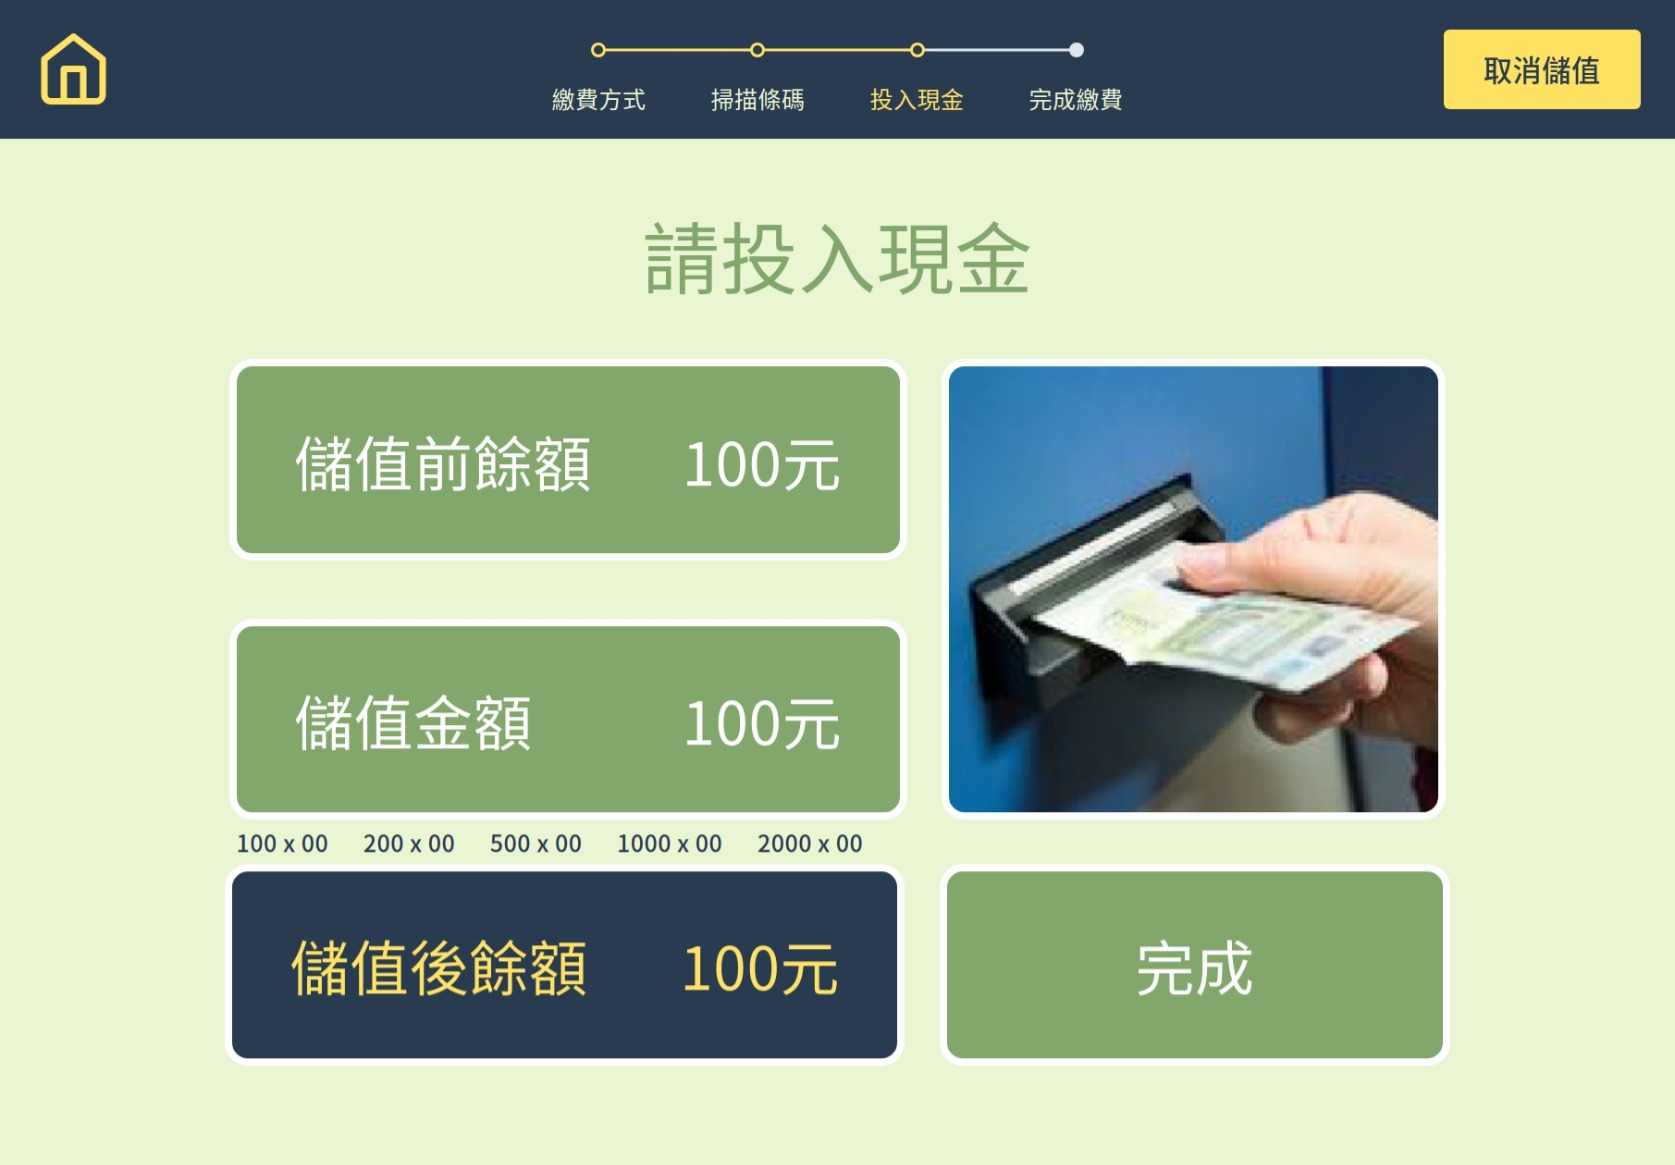 繳費方式
掃描條碼
投入現金
完成繳費
取消儲值
請投入現金
儲值前餘額 100元
儲值金額 100元
100 x 00 200 x 00 500 x 00 1000 x 00 2000 x 00
儲值後餘額 100元
完成